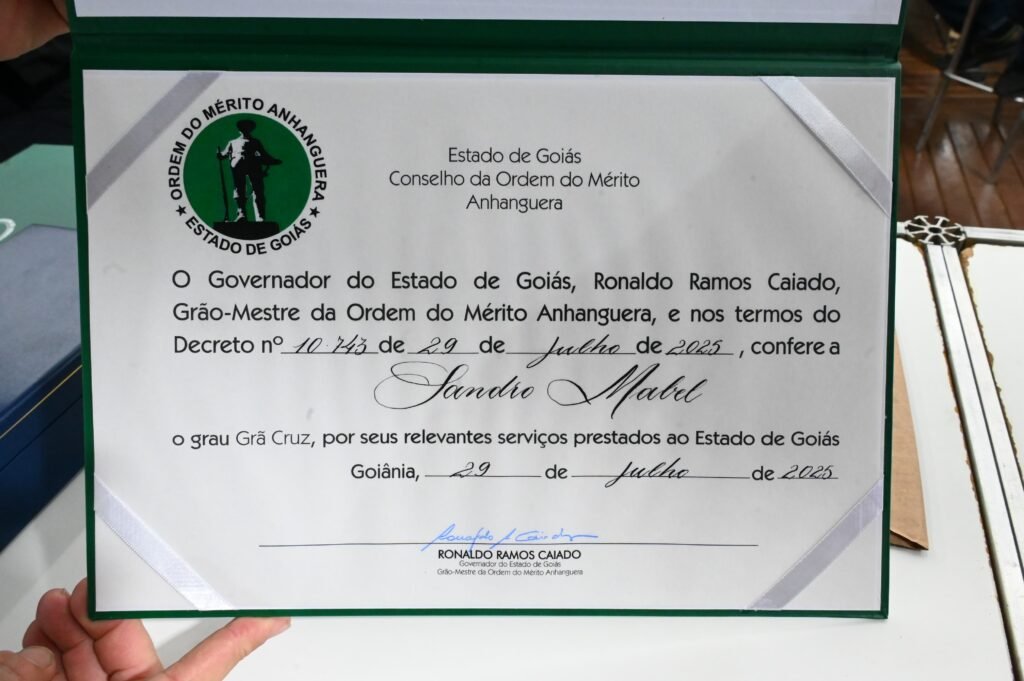 ORDEM DO MÉRITO ANHANGUERA
★ ESTADO DE GOIÁS ★
Estado de Goiás
Conselho da Ordem do Mérito
Anhanguera
O Governador do Estado de Goiás, Ronaldo Ramos Caiado,
Grão-Mestre da Ordem do Mérito Anhanguera, e nos termos do
Decreto nº 10.743 de 29 de Julho de 2025, confere a
Sandro Mabel
o grau Grã Cruz, por seus relevantes serviços prestados ao Estado de Goiás
Goiânia, 29 de Julho de 2025
RONALDO RAMOS CAIADO
Governador do Estado de Goiás
Grão-Mestre da Ordem do Mérito Anhanguera